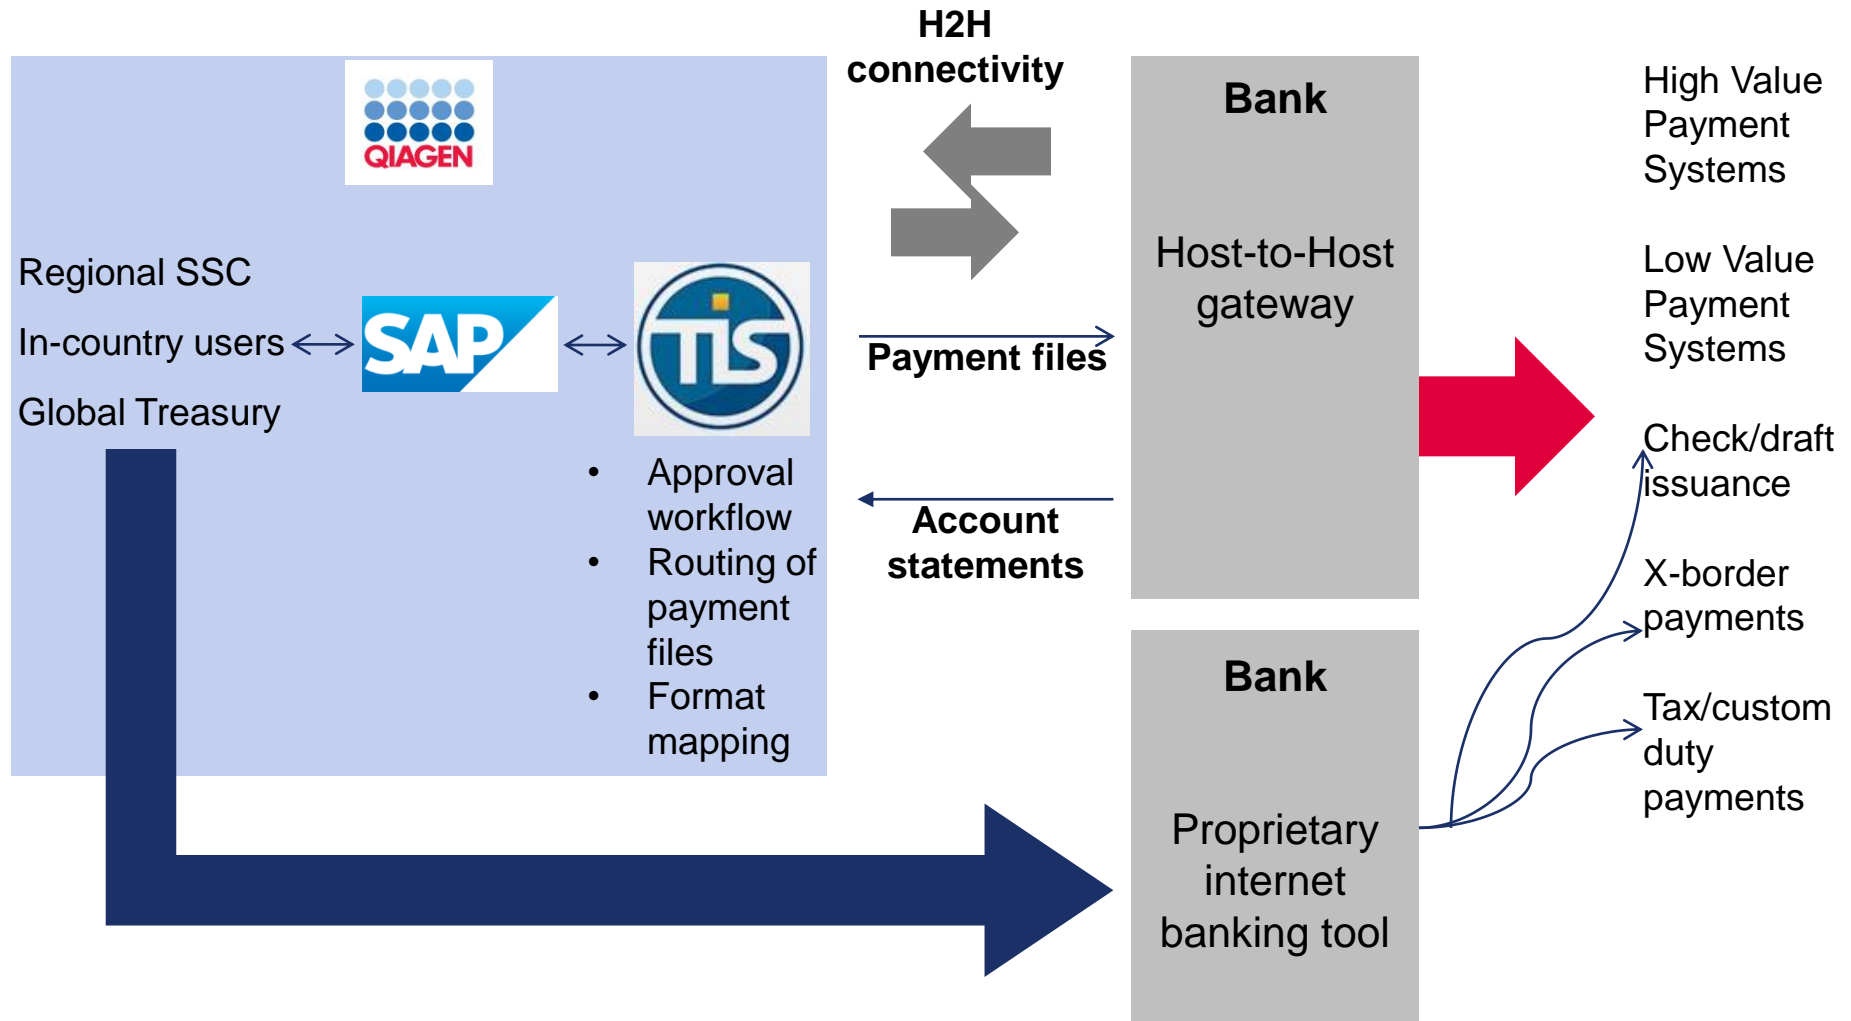 H2H
connectivity
QIAGEN
Regional SSC
In-country users
Global Treasury
SAP
TIS
• Approval
workflow
• Routing of
payment
files
• Format
mapping
Payment files
Account
statements
Bank
Host-to-Host
gateway
Bank
Proprietary
internet
banking tool
High Value
Payment
Systems
Low Value
Payment
Systems
Check/draft
issuance
X-border
payments
Tax/custom
duty
payments